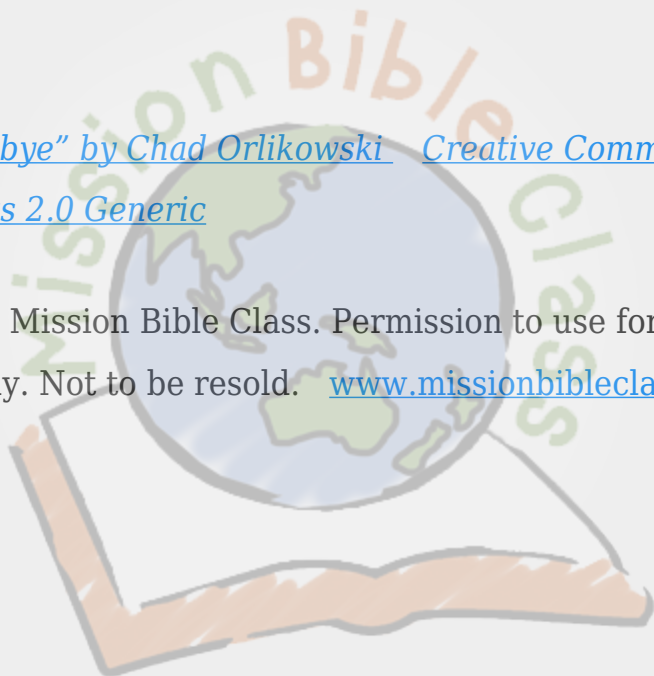 Mission Bible Class
bye” by Chad Orlikowski Creative Comm
s 2.0 Generic
Mission Bible Class. Permission to use for
y. Not to be resold. www.missionbiblecla